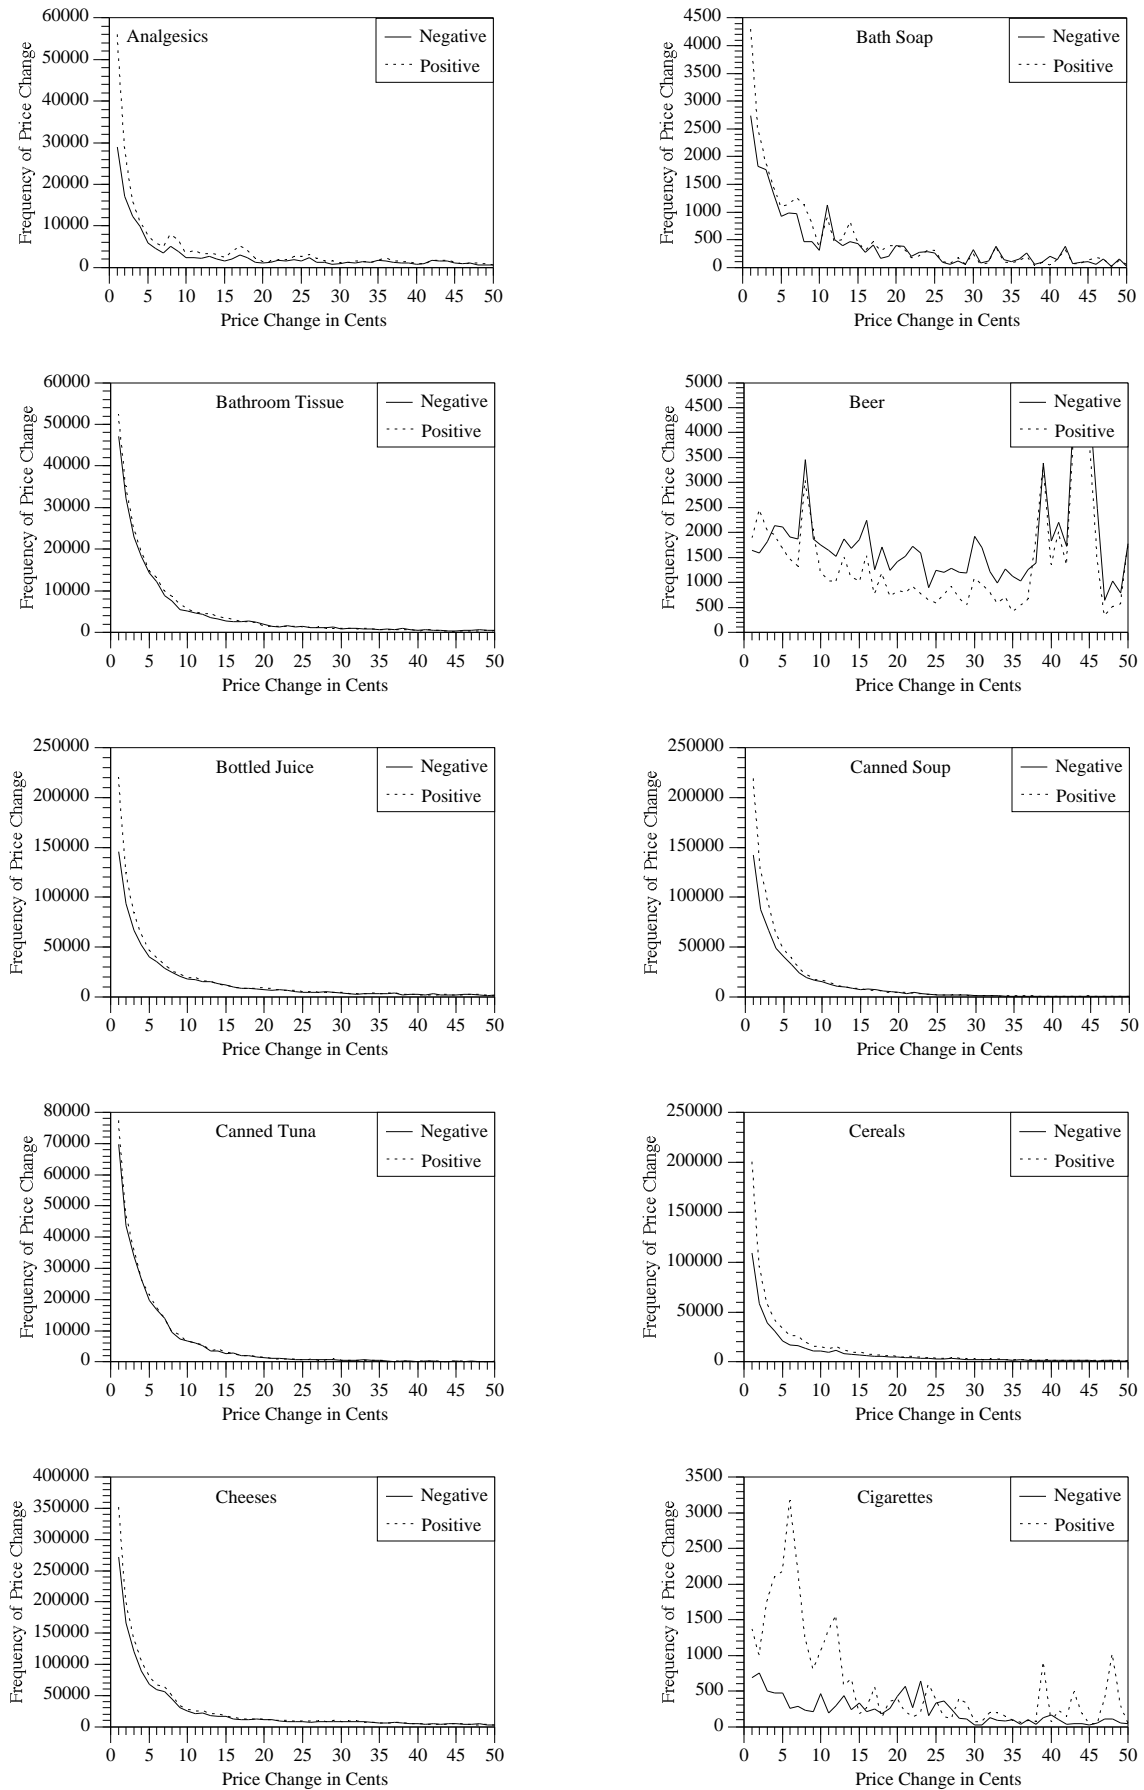 Analgesics
Negative
Positive
Frequency of Price Change
60000
50000
40000
30000
20000
10000
0
0 5 10 15 20 25 30 35 40 45 50
Price Change in Cents
Bath Soap
Negative
Positive
Frequency of Price Change
4500
4000
3500
3000
2500
2000
1500
1000
500
0
0 5 10 15 20 25 30 35 40 45 50
Price Change in Cents
Bathroom Tissue
Negative
Positive
Frequency of Price Change
60000
50000
40000
30000
20000
10000
0
0 5 10 15 20 25 30 35 40 45 50
Price Change in Cents
Beer
Negative
Positive
Frequency of Price Change
5000
4500
4000
3500
3000
2500
2000
1500
1000
500
0
0 5 10 15 20 25 30 35 40 45 50
Price Change in Cents
Bottled Juice
Negative
Positive
Frequency of Price Change
250000
200000
150000
100000
50000
0
0 5 10 15 20 25 30 35 40 45 50
Price Change in Cents
Canned Soup
Negative
Positive
Frequency of Price Change
250000
200000
150000
100000
50000
0
0 5 10 15 20 25 30 35 40 45 50
Price Change in Cents
Canned Tuna
Negative
Positive
Frequency of Price Change
80000
70000
60000
50000
40000
30000
20000
10000
0
0 5 10 15 20 25 30 35 40 45 50
Price Change in Cents
Cereals
Negative
Positive
Frequency of Price Change
250000
200000
150000
100000
50000
0
0 5 10 15 20 25 30 35 40 45 50
Price Change in Cents
Cheeses
Negative
Positive
Frequency of Price Change
400000
350000
300000
250000
200000
150000
100000
50000
0
0 5 10 15 20 25 30 35 40 45 50
Price Change in Cents
Cigarettes
Negative
Positive
Frequency of Price Change
3500
3000
2500
2000
1500
1000
500
0
0 5 10 15 20 25 30 35 40 45 50
Price Change in Cents